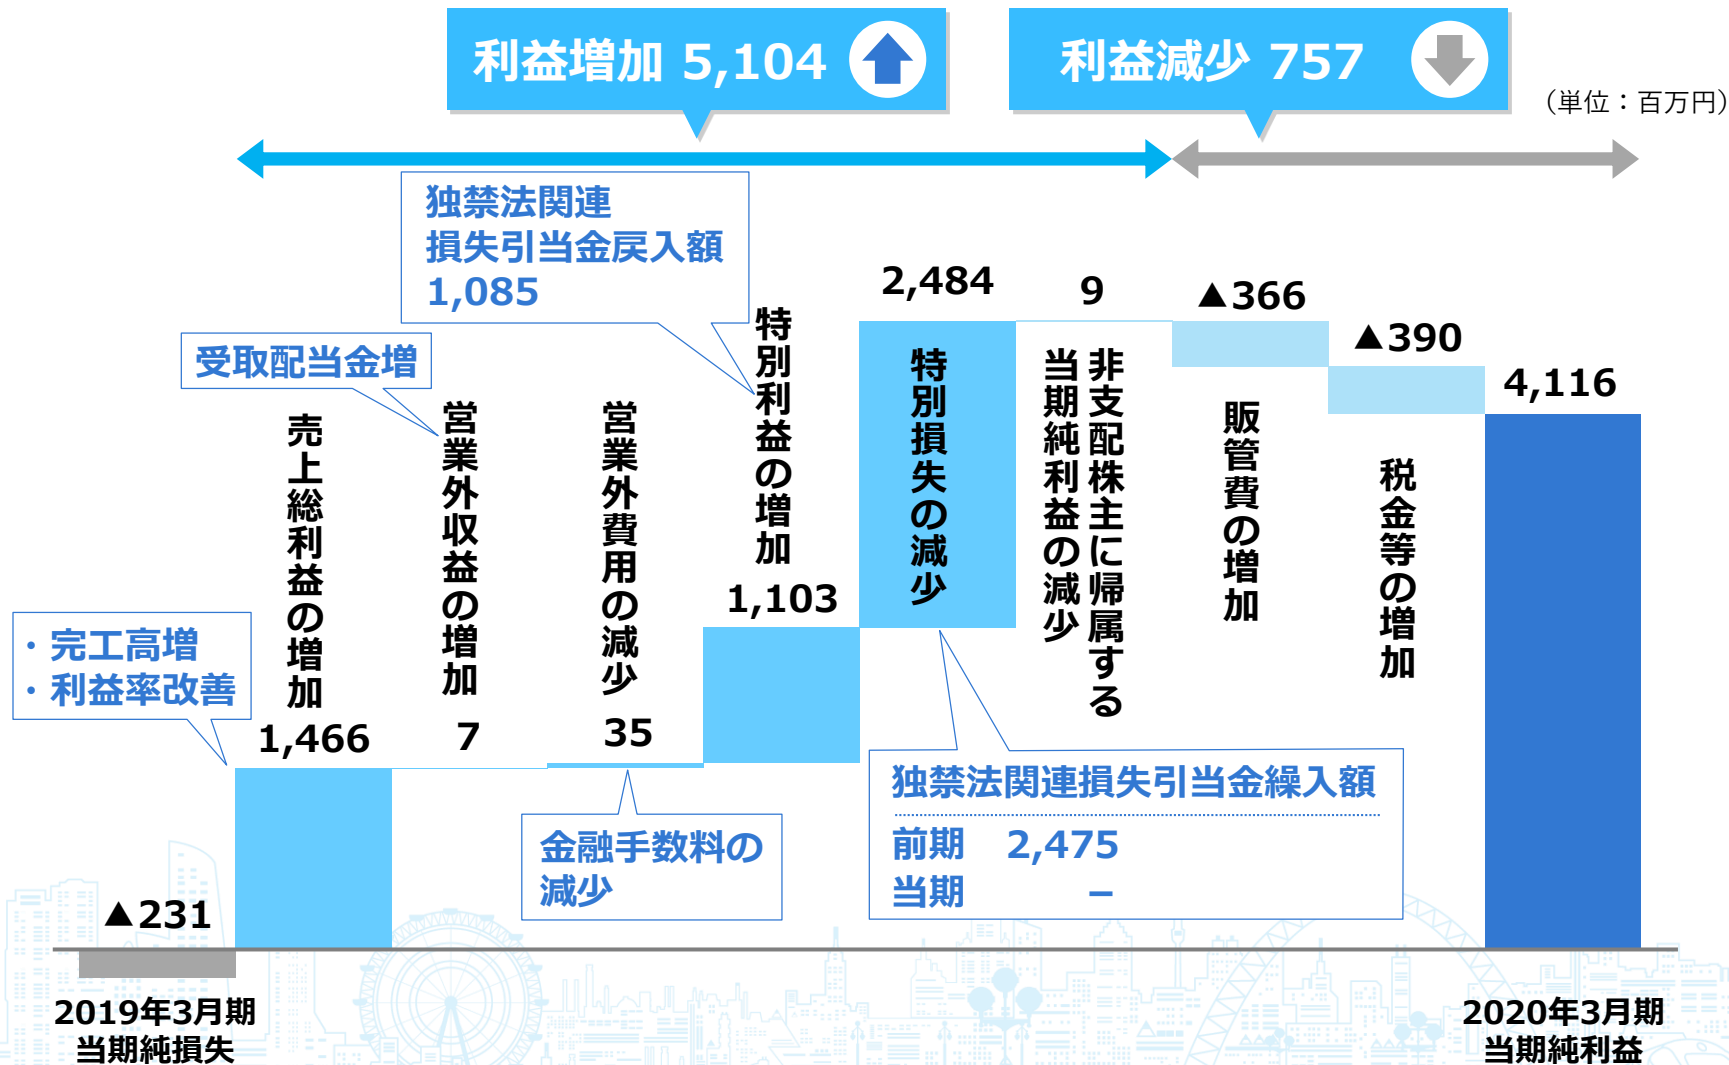 利益増加 5,104
利益減少 757
（単位：百万円）
独禁法関連
損失引当金戻入額
1,085
受取配当金増
・完工高増
・利益率改善
売上総利益の増加
1,466
営業外収益の増加
7
営業外費用の減少
35
特別利益の増加
1,103
2,484
特別損失の減少
9
非支配株主に帰属する
当期純利益の減少
▲366
販管費の増加
▲390
税金等の増加
4,116
金融手数料の
減少
独禁法関連損失引当金繰入額
前期 2,475
当期 －
▲231
2019年3月期
当期純損失
2020年3月期
当期純利益